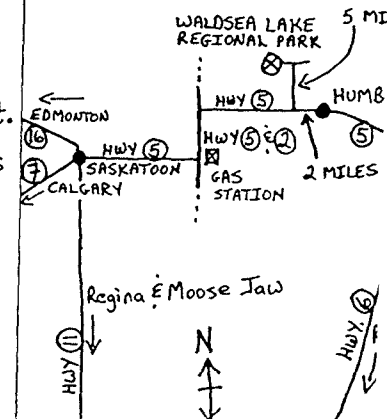 WALDSEA LAKE
REGIONAL PARK
5 MI
HUMB
HWY 5
EDMONTON
16
HWY 5 & 2
5
7
HWY 5
SASKATOON
GAS
STATION
2 MILES
CALGARY
Regina & Moose Jaw
HWY 11
N
HWY. 6